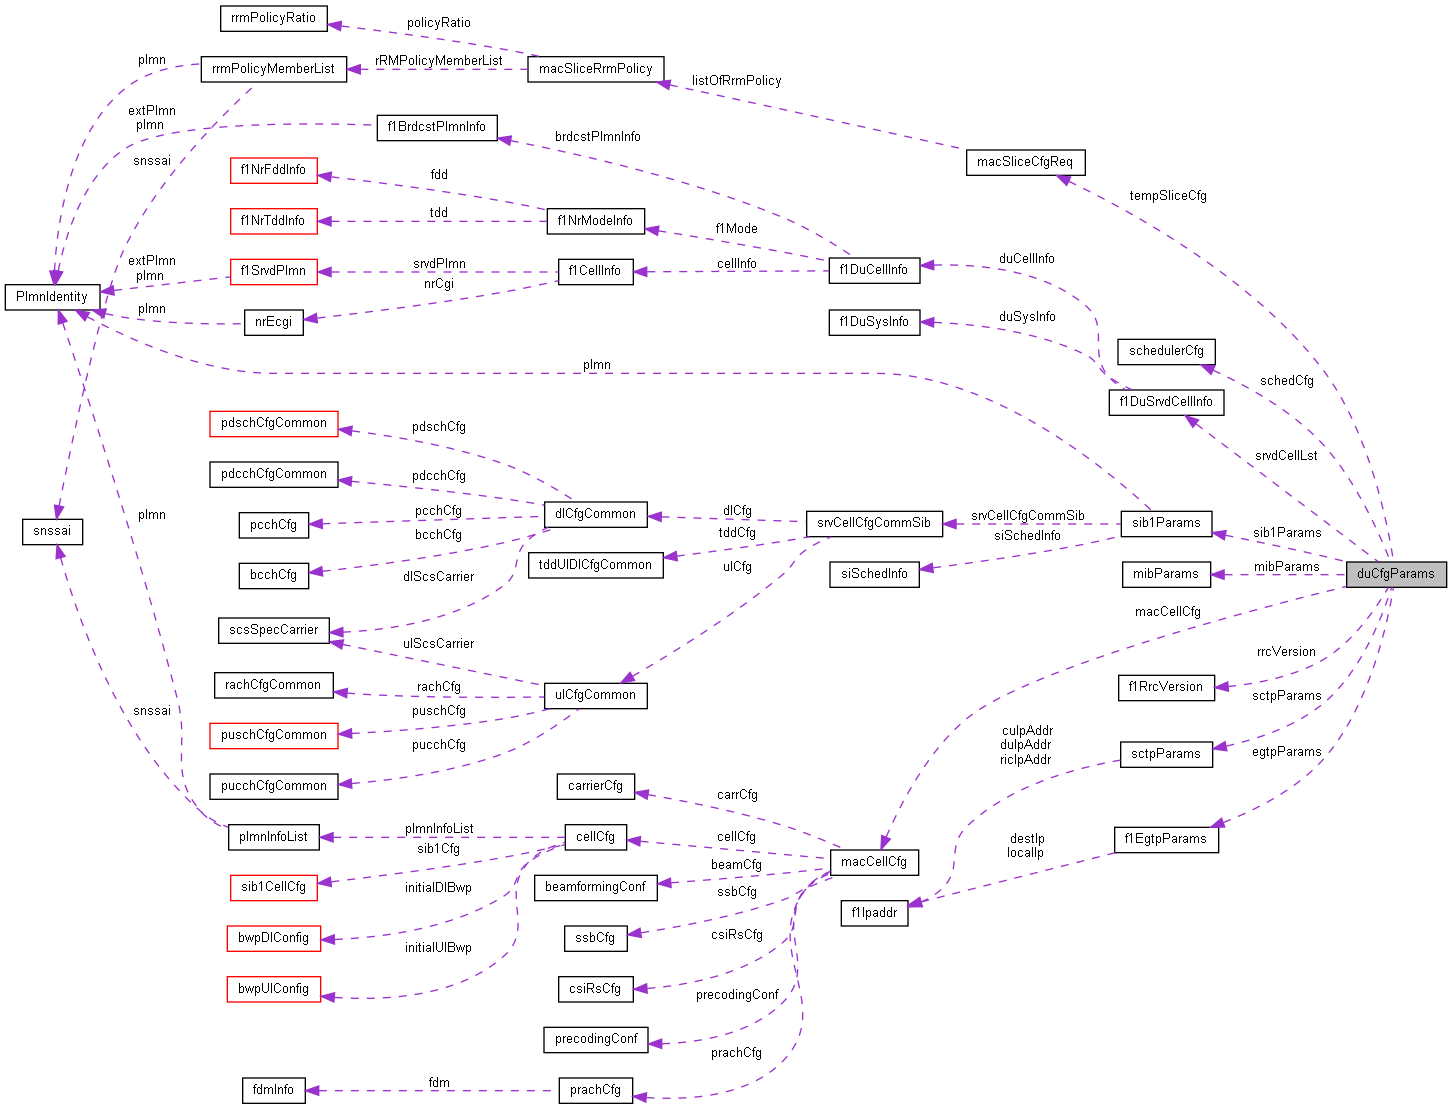 rrmPolicyRatio
policyRatio
plmn
rrmPolicyMemberList
rRMPolicyMemberList
macSliceRrmPolicy
listOfRrmPolicy
extPlmn
plmn
f1BrdcstPlmnInfo
brdcstPlmnInfo
snssai
macSliceCfgReq
f1NrFddInfo
fdd
tempSliceCfg
f1NrTddInfo
tdd
f1NrModeInfo
f1Mode
extPlmn
plmn
f1SrvdPlmn
srvdPlmn
f1CellInfo
cellInfo
f1DuCellInfo
duCellInfo
nrCgi
PlmnIdentity
plmn
nrEcgi
f1DuSysInfo
duSysInfo
schedulerCfg
plmn
schedCfg
f1DuSrvdCellInfo
pdschCfgCommon
pdschCfg
srvdCellLst
pdcchCfgCommon
pdcchCfg
plmn
snssai
pcchCfg
pcchCfg
dlCfgCommon
dlCfg
srvCellCfgCommSib
srvCellCfgCommSib
sib1Params
sib1Params
bcchCfg
tddCfg
siSchedInfo
bcchCfg
dlScsCarrier
tddUlDlCfgCommon
ulCfg
siSchedInfo
mibParams
mibParams
duCfgParams
macCellCfg
scsSpecCarrier
ulScsCarrier
rrcVersion
rachCfgCommon
rachCfg
ulCfgCommon
f1RrcVersion
sctpParams
snssai
puschCfg
puschCfgCommon
pucchCfg
cuIpAddr
duIpAddr
ricIpAddr
sctpParams
egtpParams
pucchCfgCommon
carrierCfg
carrCfg
plmnInfoList
plmnInfoList
cellCfg
cellCfg
destIp
localIp
f1EgtpParams
sib1Cfg
beamCfg
macCellCfg
sib1CellCfg
initialDlBwp
beamformingConf
ssbCfg
f1Ipaddr
bwpDlConfig
initialUlBwp
ssbCfg
csiRsCfg
bwpUlConfig
csiRsCfg
precodingConf
precodingConf
prachCfg
fdmInfo
fdm
prachCfg